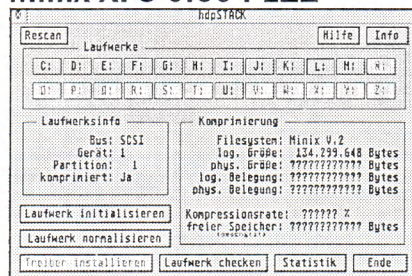 hdpSTACK
Rescan Hilfe Info
Laufwerke
C: D: E: F: G: H: I: J: K: L: M: N:
O: P: Q: R: S: T: U: V: W: X: Y: Z:
Laufwerksinfo
Bus: SCSI
Gerät: 1
Partition: 1
komprimiert: Ja
Komprimierung
Filesystem: Minix V.2
log. Größe: 134.299.648 Bytes
phys. Größe: ???????????? Bytes
log. Belegung: ???????????? Bytes
phys. Belegung: ???????????? Bytes
Kompressionsrate: ?????? %
freier Speicher: ???????????? Bytes
Laufwerk initialisieren
Laufwerk normalisieren
Treiber installieren Laufwerk checken Statistik Ende